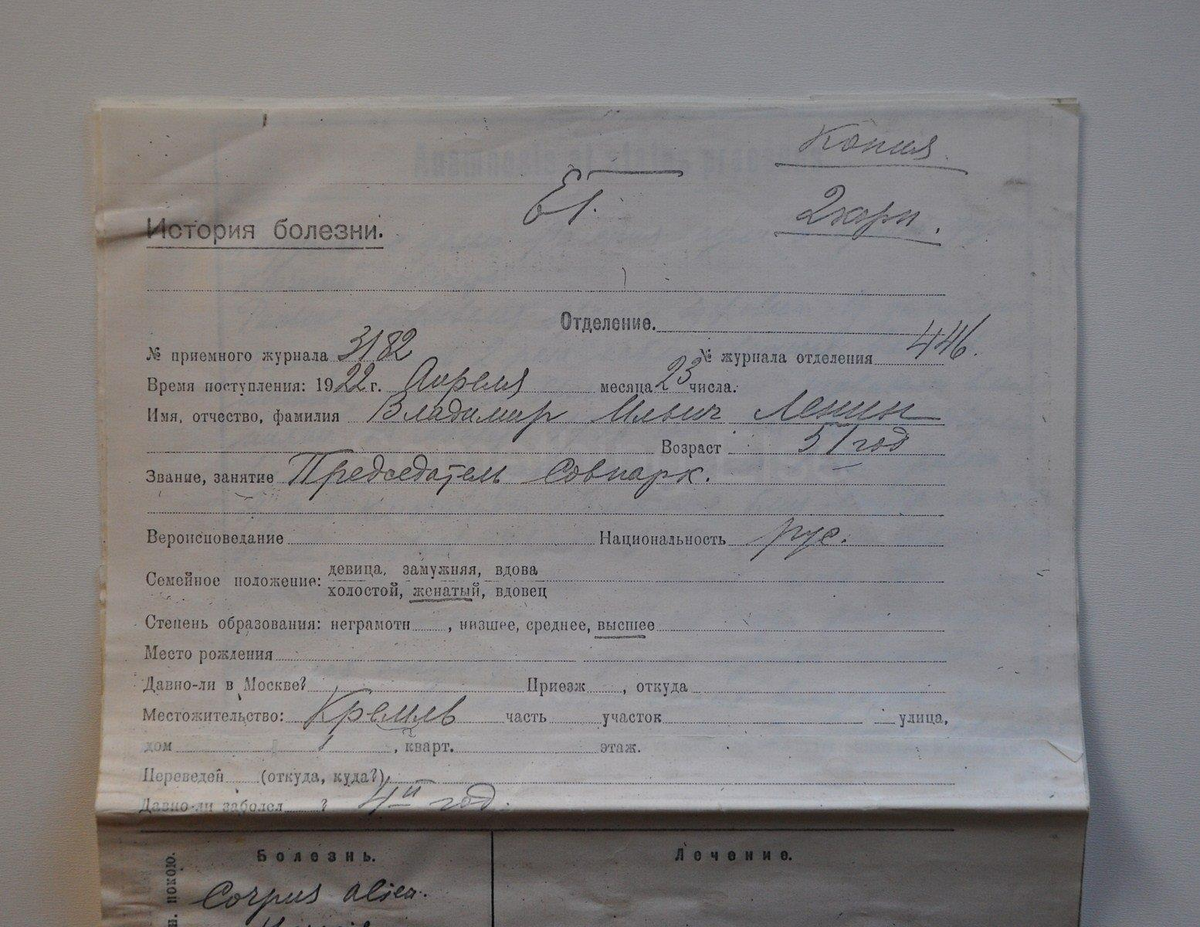 Копия
История болезни.
Отделение.
№ приемного журнала 3182 № журнала отделения 446.
Время поступления: 1922 г. Апреля месяца 23 числа.
Имя, отчество, фамилия Владимир Ильич Ленин
Возраст 51 год
Звание, занятие Председатель Совнарк.
Вероисповедание Национальность рус.
Семейное положение: девица, замужняя, вдова
холостой, женатый, вдовец
Степень образования: неграмотн , низшее, среднее, высшее
Место рождения
Давно-ли в Москве? Приезж , откуда
Местожительство: Кремль часть участок улица,
дом , кварт. этаж.
Переведен (откуда, куда?)
Давно-ли заболел ? 4й год.
Болезнь. Лечение.
и. покою.
Corpus alien.